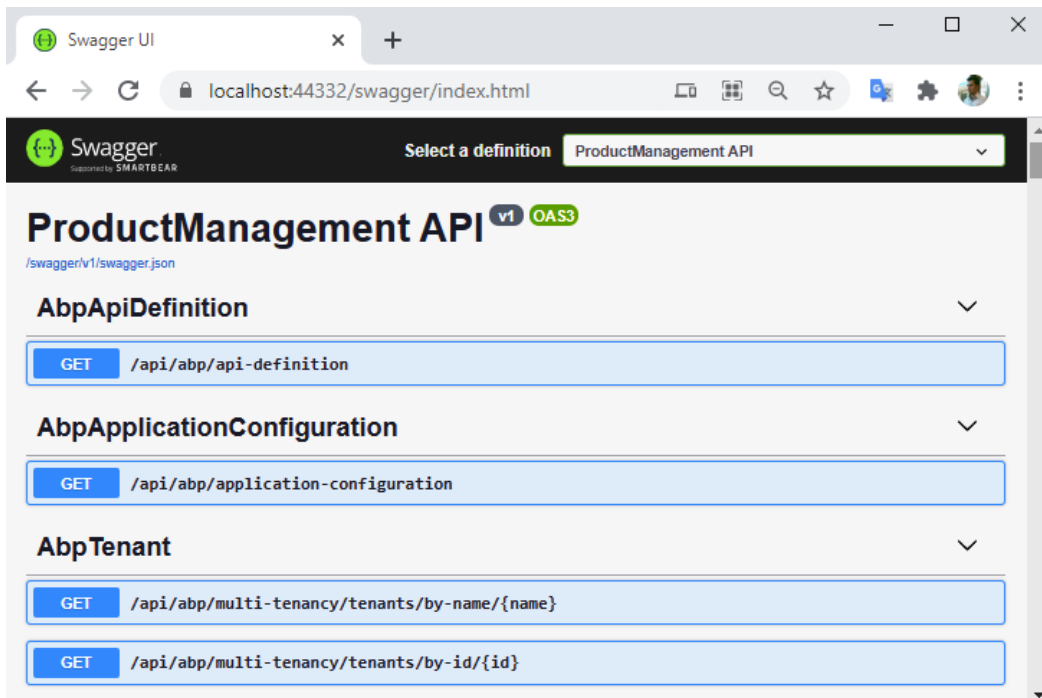 Swagger UI
localhost:44332/swagger/index.html
Swagger.
Supported by SMARTBEAR
Select a definition
ProductManagement API
ProductManagement API v1 OAS3
/swagger/v1/swagger.json
AbpApiDefinition
GET /api/abp/api-definition
AbpApplicationConfiguration
GET /api/abp/application-configuration
AbpTenant
GET /api/abp/multi-tenancy/tenants/by-name/{name}
GET /api/abp/multi-tenancy/tenants/by-id/{id}